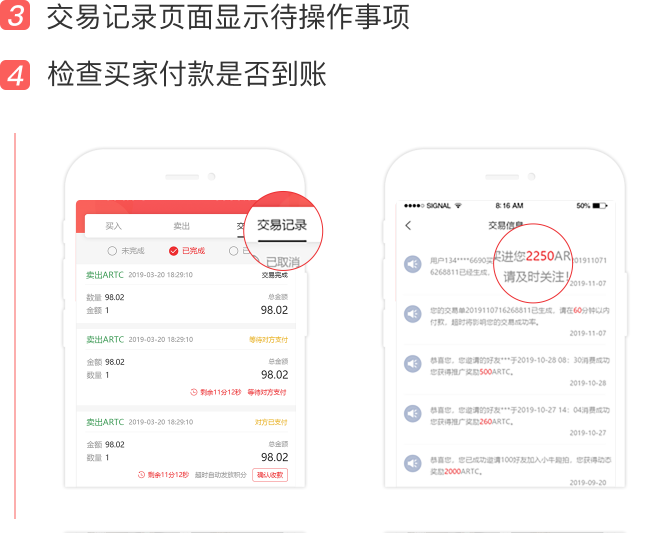 3 交易记录页面显示待操作事项
4 检查买家付款是否到账
买入 卖出 交易记录
未完成 已完成 已取消
卖出ARTC 2019-03-20 18:29:10 交易完成
数量 98.02 总金额
金额 1 98.02
卖出ARTC 2019-03-20 18:29:10 等待对方支付
金额 98.02 总金额
数量 1 98.02
剩余11分12秒 等待对方支付
卖出ARTC 2019-03-20 18:29:10 对方已支付
金额 98.02 总金额
数量 1 98.02
剩余11分12秒 超时自动发放积分 确认收款
SIGNAL 8:16 AM 50%
交易信息
用户134****6690买进您2250AR 201911071
6268811已经生成, 请及时关注!
2019-11-07
您的交易单2019110716268811已生成, 请在60分钟以内
付款, 超时将影响您的交易成功率。
2019-11-07
恭喜您, 您邀请的好友***于2019-10-28 08: 30消费成功
您获得推广奖励500ARTC。
2019-10-28
恭喜您, 您邀请的好友***于2019-10-27 14: 04消费成功
您获得推广奖励260ARTC。
2019-10-27
恭喜您, 您已成功邀请100好友加入小牛拍, 您获得动态
奖励2000ARTC。
2019-09-20